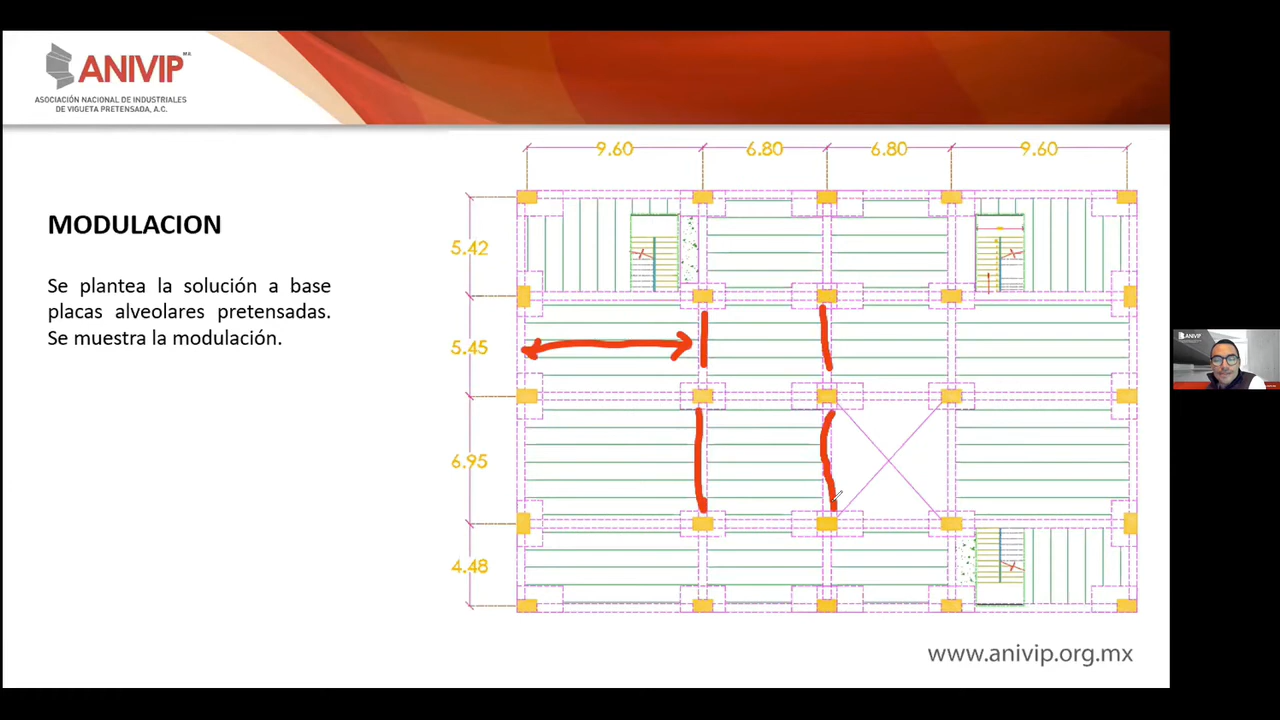 ANIVIP
MR
ASOCIACIÓN NACIONAL DE INDUSTRIALES
DE VIGUETA PRETENSADA, A.C.
9.60 6.80 6.80 9.60
MODULACION
Se plantea la solución a base
placas alveolares pretensadas.
Se muestra la modulación.
5.42
5.45
6.95
4.48
www.anivip.org.mx
ANIVIP